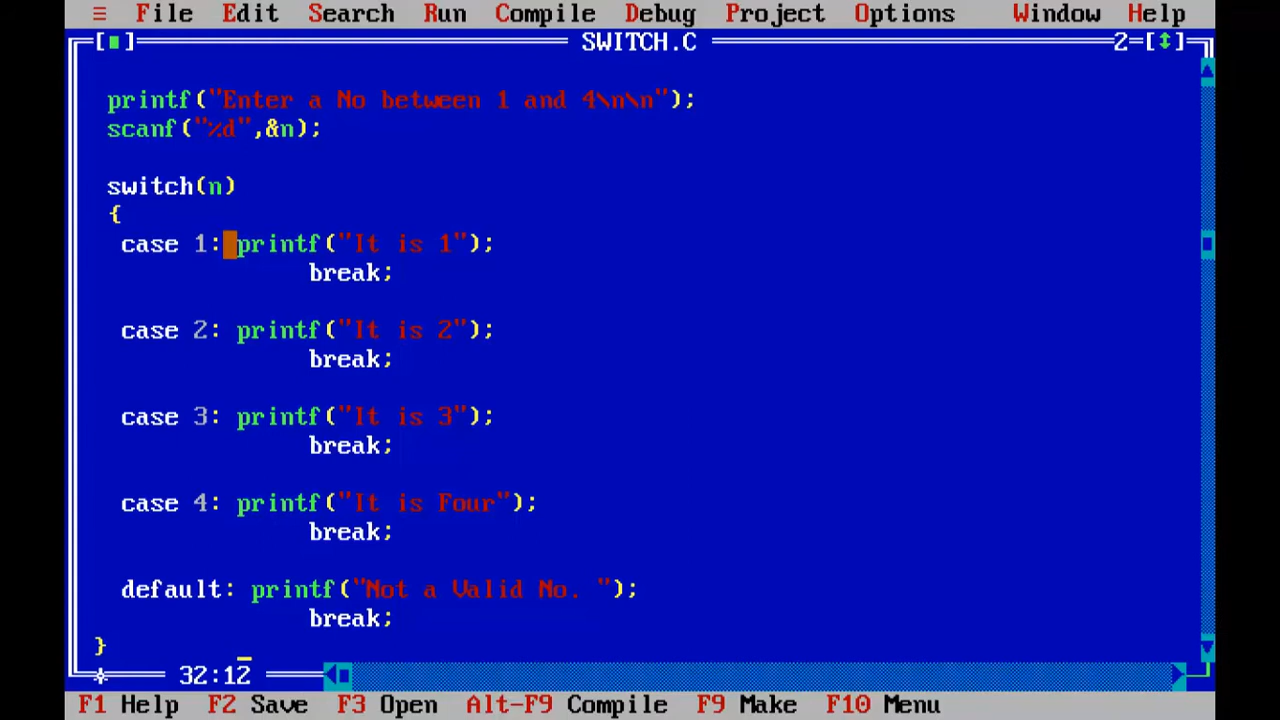 ≡ File Edit Search Run Compile Debug Project Options Window Help
[■] SWITCH.C 2=[↕]
printf("Enter a No between 1 and 4\n\n");
scanf("%d",&n);
switch(n)
{
case 1: printf("It is 1");
break;
case 2: printf("It is 2");
break;
case 3: printf("It is 3");
break;
case 4: printf("It is Four");
break;
default: printf("Not a Valid No. ");
break;
}
32:12
F1 Help F2 Save F3 Open Alt-F9 Compile F9 Make F10 Menu